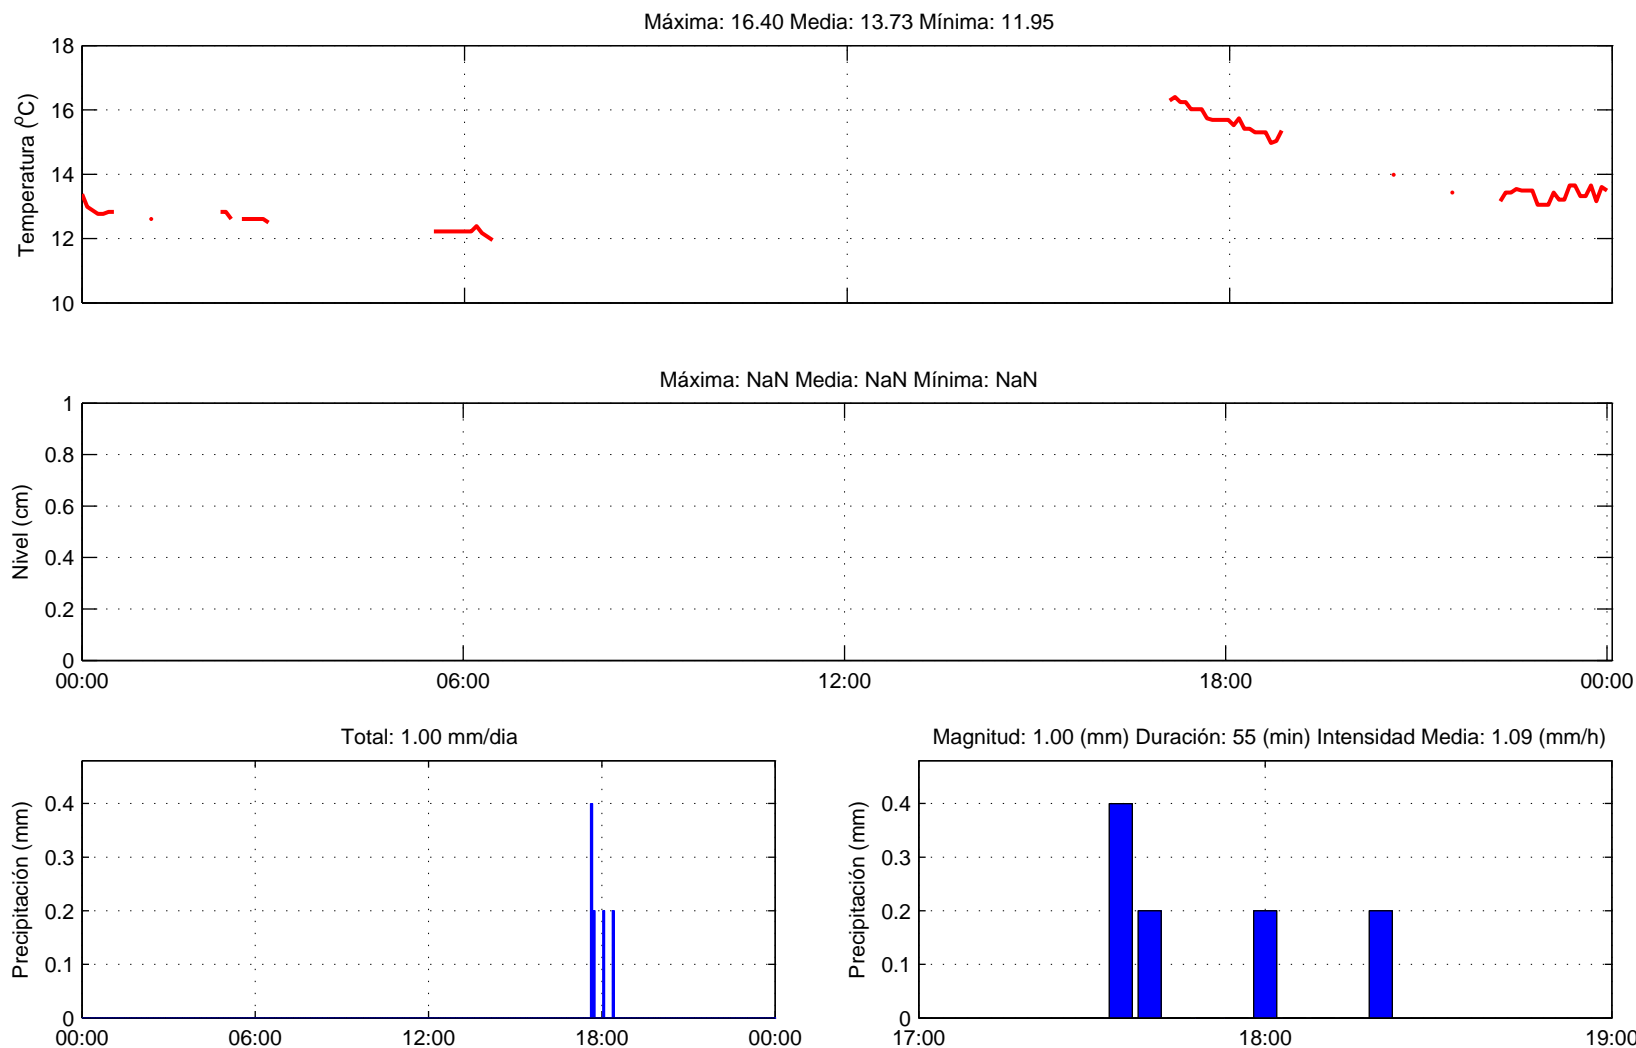 Máxima: 16.40 Media: 13.73 Mínima: 11.95
18
16
14
12
10
Temperatura (ºC)
Máxima: NaN Media: NaN Mínima: NaN
1
0.8
0.6
0.4
0.2
0
Nivel (cm)
00:00 06:00 12:00 18:00 00:00
Total: 1.00 mm/dia
0.4
0.3
0.2
0.1
0
Precipitación (mm)
00:00 06:00 12:00 18:00 00:00
Magnitud: 1.00 (mm) Duración: 55 (min) Intensidad Media: 1.09 (mm/h)
0.4
0.3
0.2
0.1
0
Precipitación (mm)
17:00 18:00 19:00